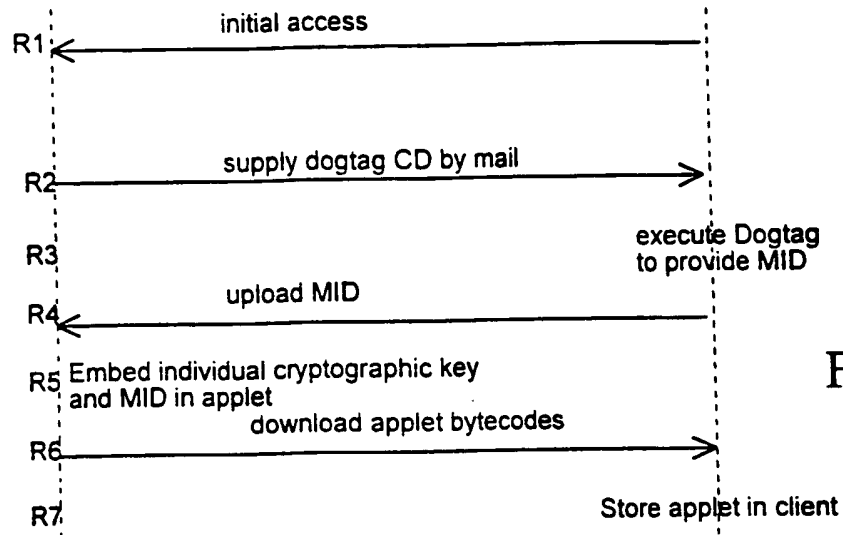 initial access
R1
supply dogtag CD by mail
R2
execute Dogtag
R3
to provide MID
upload MID
R4
R5 Embed individual cryptographic key
and MID in applet
F
download applet bytecodes
R6
Store applet in client
R7